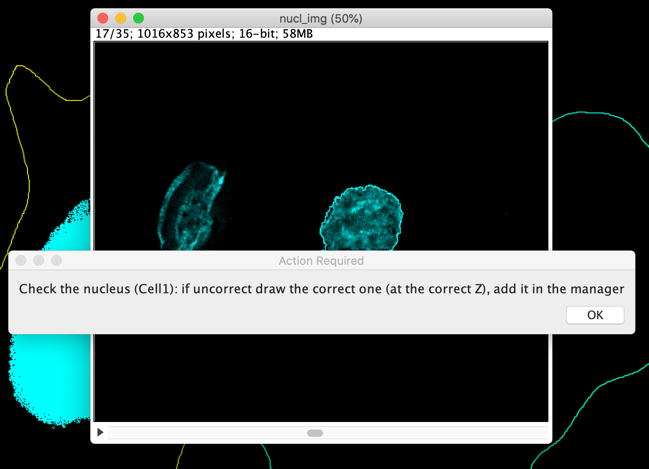 nucl_img (50%)
17/35; 1016x853 pixels; 16-bit; 58MB
Action Required
Check the nucleus (Cell1): if uncorrect draw the correct one (at the correct Z), add it in the manager
OK